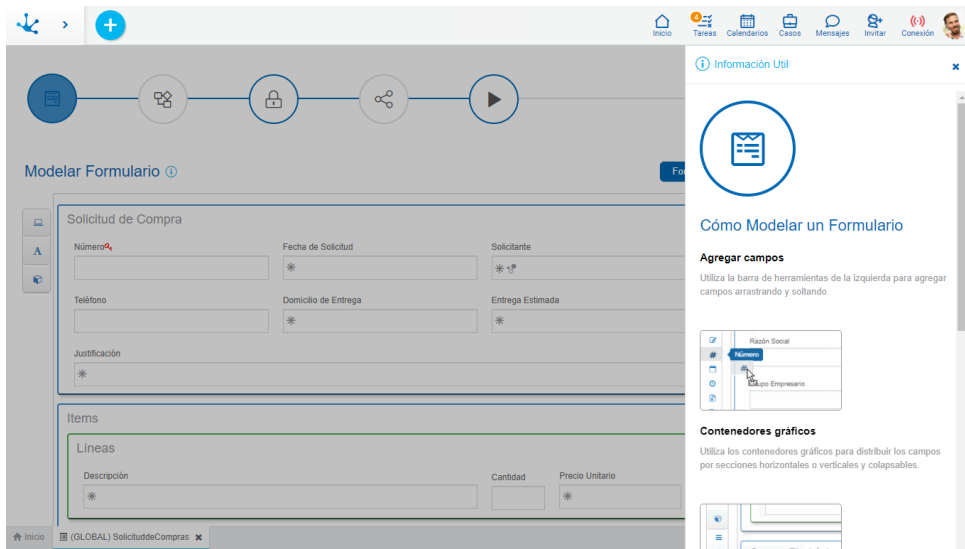 Inicio
4
Tareas
Calendarios
Casos
Mensajes
Invitar
Conexión
Información Util
Modelar Formulario
Cómo Modelar un Formulario
Agregar campos
Utiliza la barra de herramientas de la izquierda para agregar
campos arrastrando y soltando.
Solicitud de Compra
Número
Fecha de Solicitud
Solicitante
Teléfono
Domicilio de Entrega
Entrega Estimada
Justificación
Razón Social
Número
Grupo Empresario
Items
Líneas
Descripción
Cantidad
Precio Unitario
Contenedores gráficos
Utiliza los contenedores gráficos para distribuir los campos
por secciones horizontales o verticales y colapsables.
Inicio
(GLOBAL) SolicituddeCompras